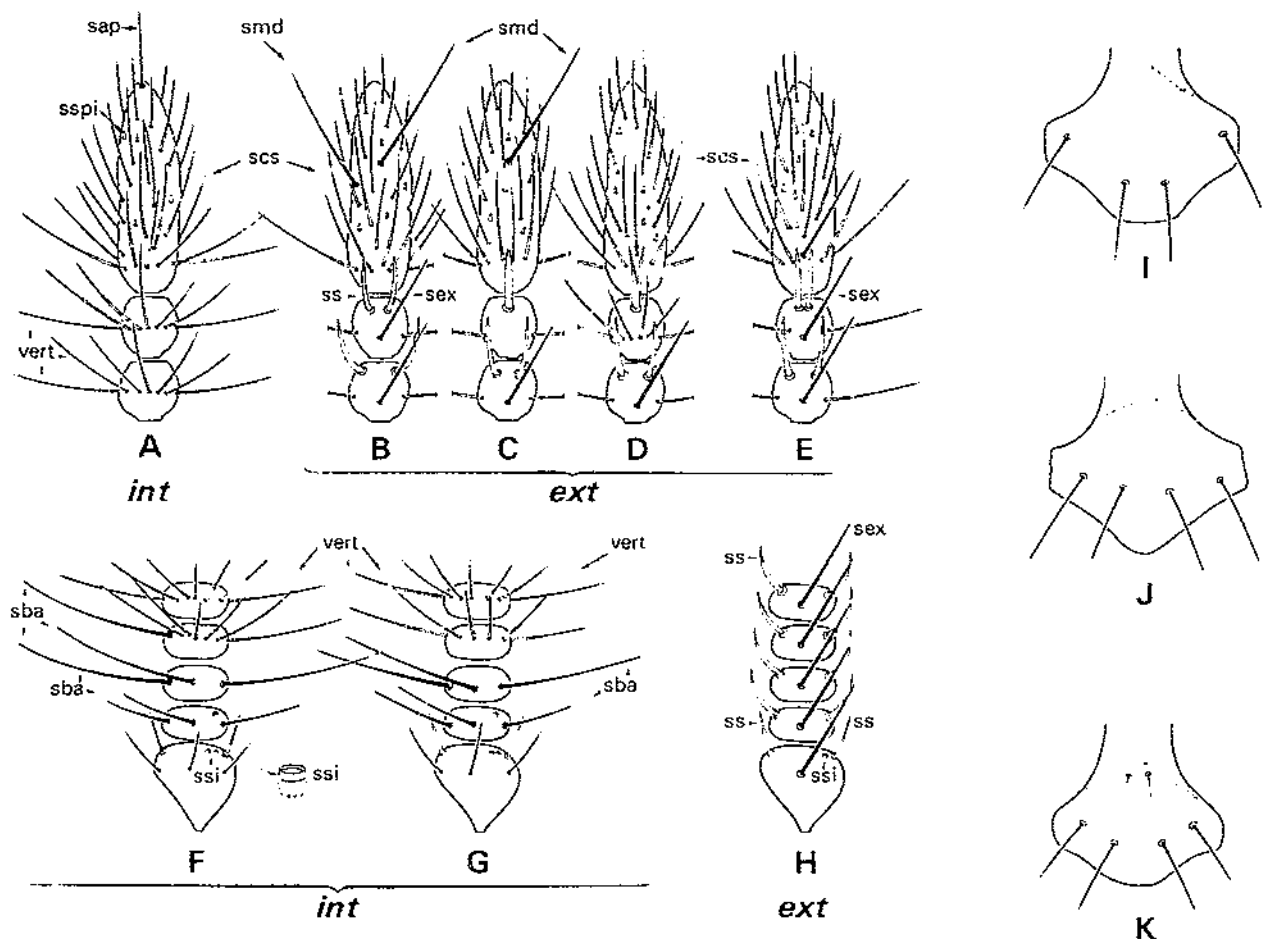 sap smd smd
sspi
scs scs
ss sex sex
vert
I
A B C D E
int ext
J
vert vert ss sex
sba
sba sba ss ss
ssi ssi ssi
F G H
int ext
K